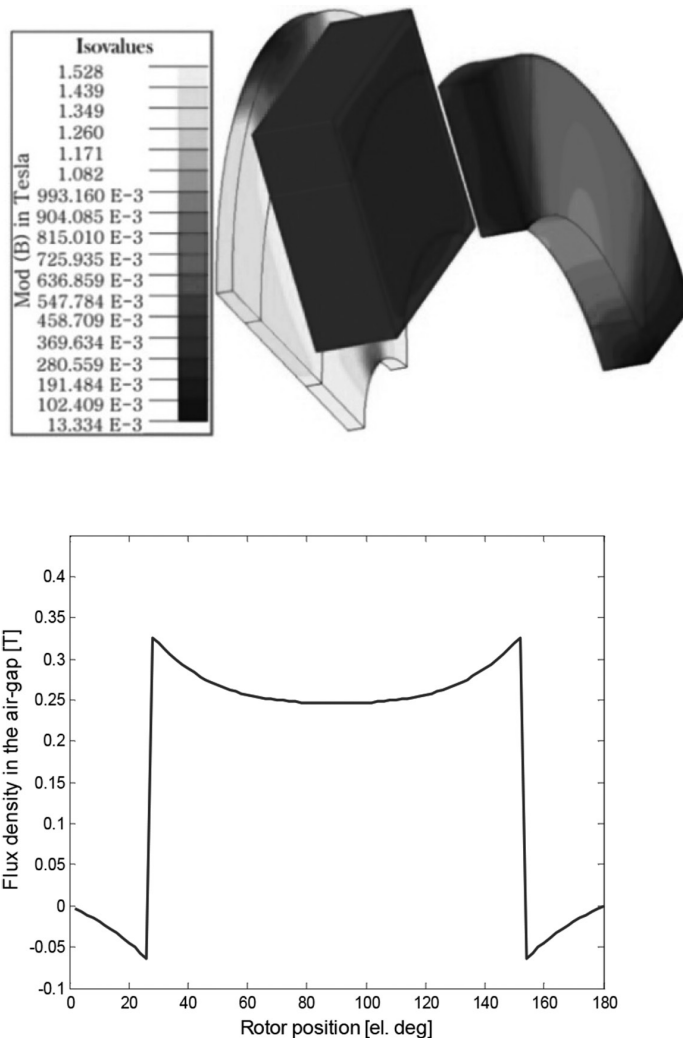 Isovalues
Mod (B) in Tesla
1.528
1.439
1.349
1.260
1.171
1.082
993.160 E-3
904.085 E-3
815.010 E-3
725.935 E-3
636.859 E-3
547.784 E-3
458.709 E-3
369.634 E-3
280.559 E-3
191.484 E-3
102.409 E-3
13.334 E-3
Flux density in the air-gap [T]
0.4
0.35
0.3
0.25
0.2
0.15
0.1
0.05
0
-0.05
-0.1
0 20 40 60 80 100 120 140 160 180
Rotor position [el. deg]